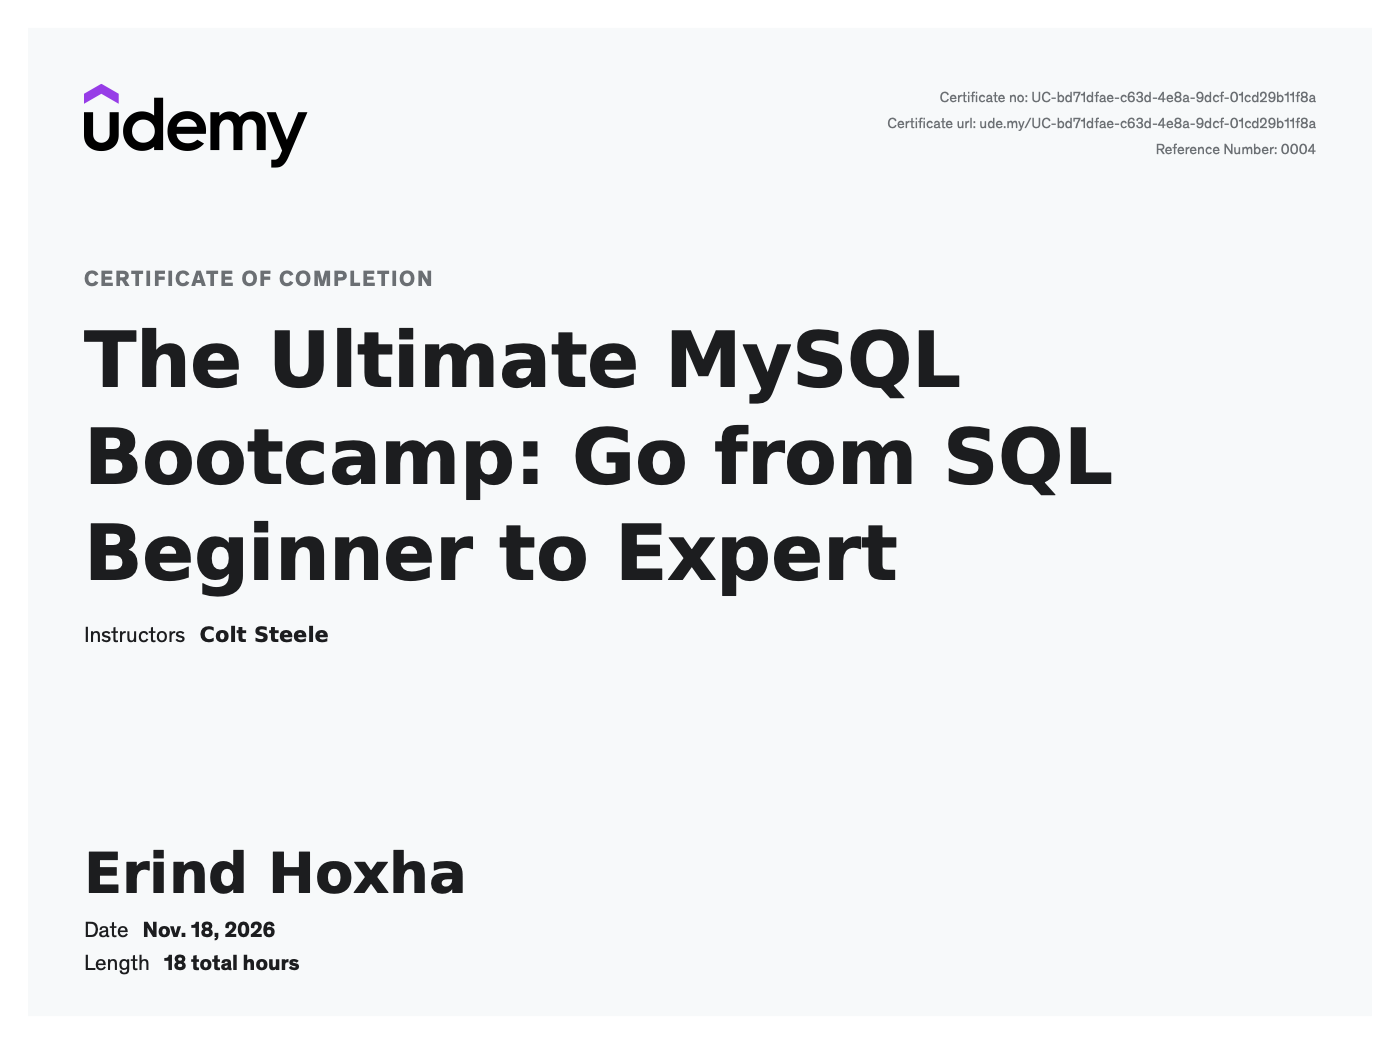 udemy
Certificate no: UC-bd71dfae-c63d-4e8a-9dcf-01cd29b11f8a
Certificate url: ude.my/UC-bd71dfae-c63d-4e8a-9dcf-01cd29b11f8a
Reference Number: 0004
CERTIFICATE OF COMPLETION
The Ultimate MySQL
Bootcamp: Go from SQL
Beginner to Expert
Instructors Colt Steele
Erind Hoxha
Date Nov. 18, 2026
Length 18 total hours